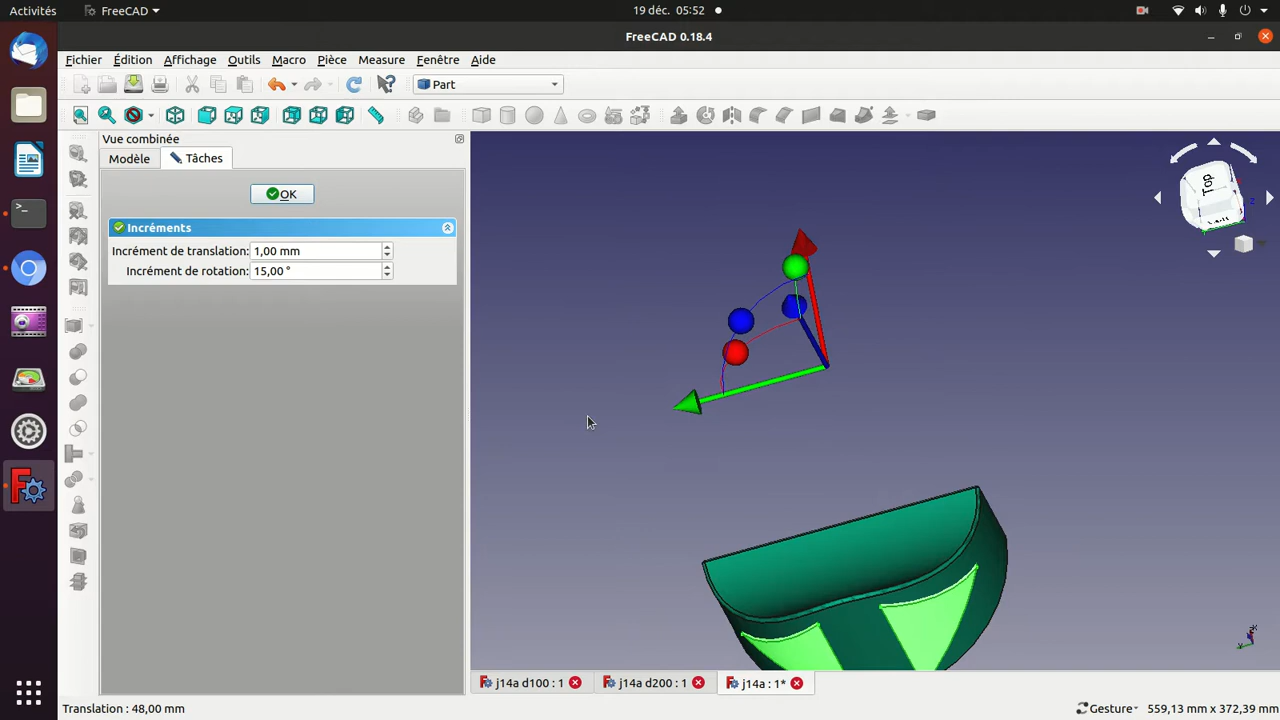 Activités
FreeCAD
19 déc. 05:52
FreeCAD 0.18.4
Fichier Édition Affichage Outils Macro Pièce Mesure Fenêtre Aide
Part
Vue combinée
Modèle Tâches
OK
Incréments
Incrément de translation: 1,00 mm
Incrément de rotation: 15,00 °
Top
j14a d100 : 1
j14a d200 : 1
j14a : 1*
Translation : 48,00 mm
Gesture
559,13 mm x 372,39 mm